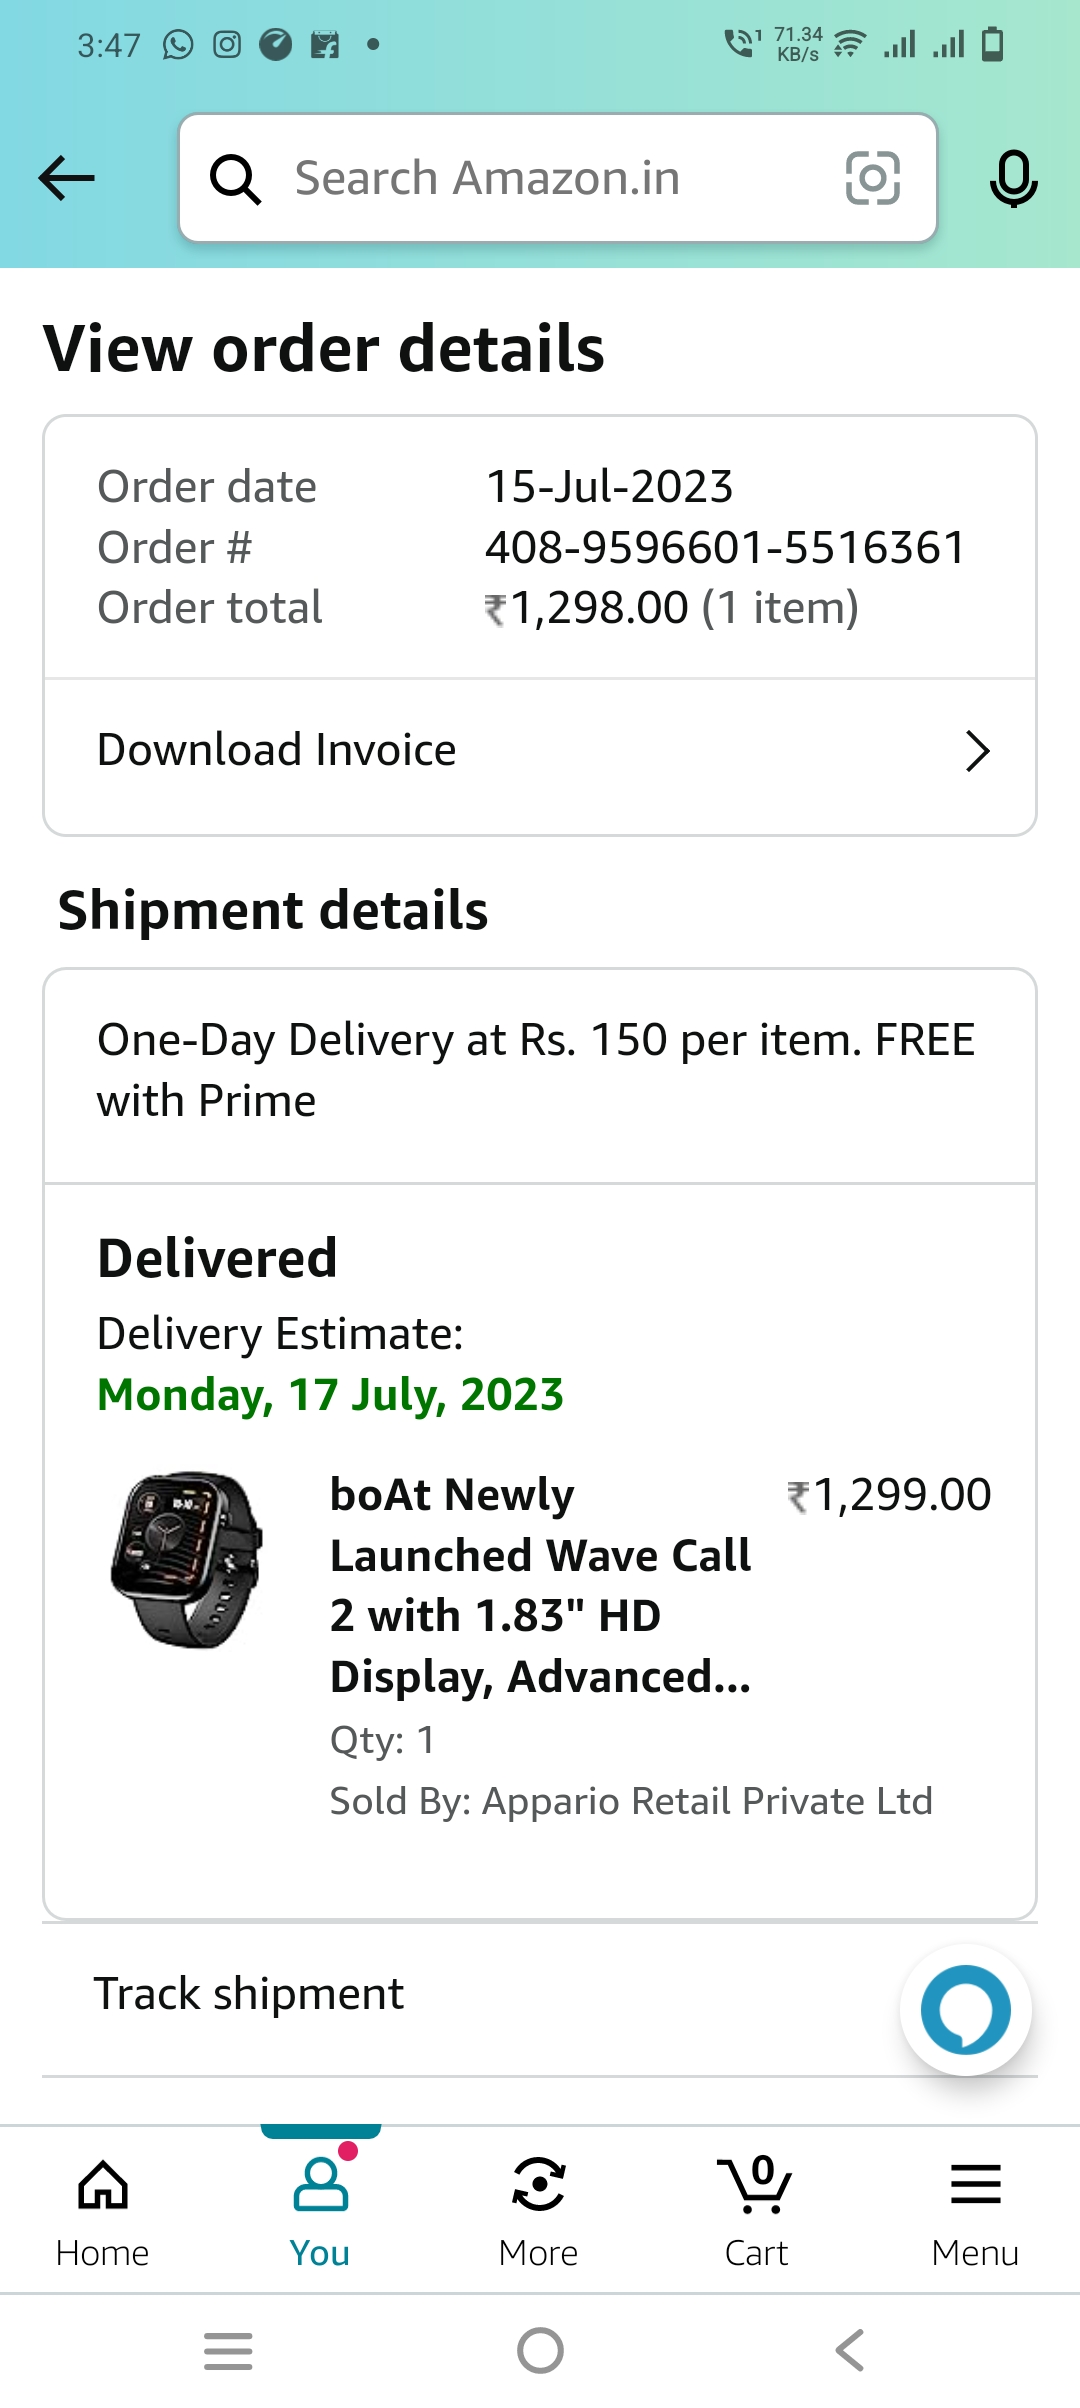 3:47
1 71.34 KB/s
Search Amazon.in
View order details
Order date 15-Jul-2023
Order # 408-9596601-5516361
Order total ₹1,298.00 (1 item)
Download Invoice
Shipment details
One-Day Delivery at Rs. 150 per item. FREE
with Prime
Delivered
Delivery Estimate:
Monday, 17 July, 2023
boAt Newly ₹1,299.00
Launched Wave Call
2 with 1.83" HD
Display, Advanced...
Qty: 1
Sold By: Appario Retail Private Ltd
Track shipment
0
Home You More Cart Menu